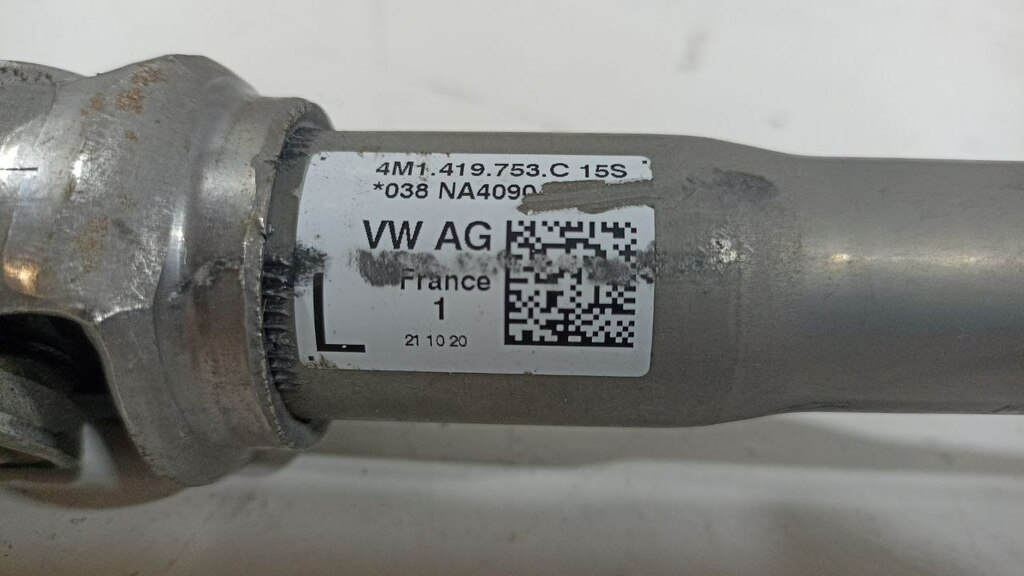 4M1.419.753.C 15S
*038 NA4090
VW AG
France
1
L
21 10 20